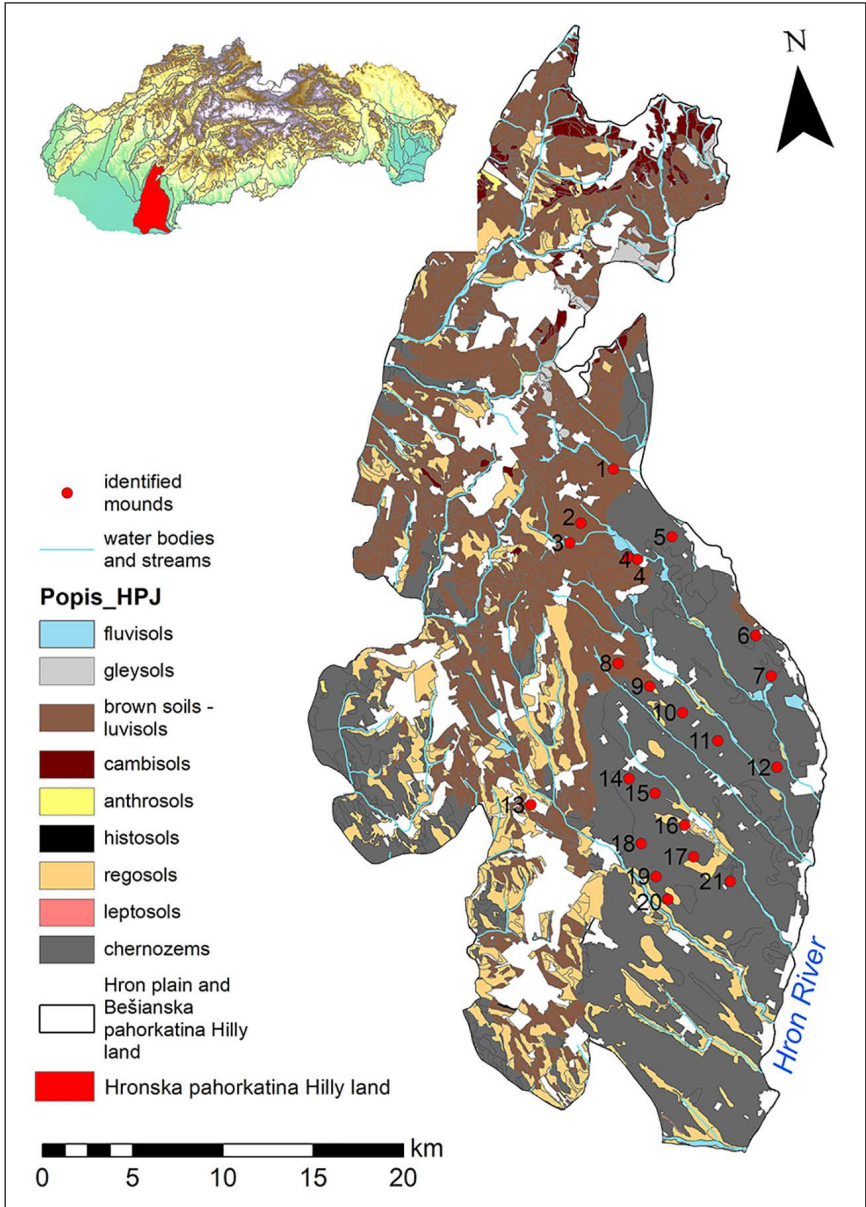 N
identified
mounds
water bodies
and streams
Popis_HPJ
fluvisols
gleysols
brown soils -
luvisols
cambisols
anthrosols
histosols
regosols
leptosols
chernozems
Hron plain and
Bešianska
pahorkatina Hilly
land
Hronska pahorkatina Hilly land
km
0 5 10 20
1
2
3
4
4
5
6
7
8
9
10
11
12
13
14
15
16
17
18
19
20
21
Hron River